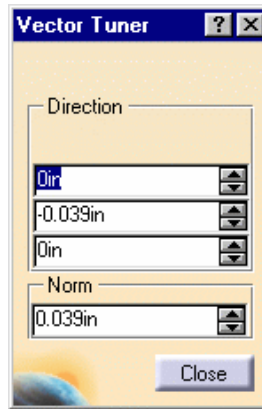 Vector Tuner ? ×
Direction
0in
-0.039in
0in
Norm
0.039in
Close